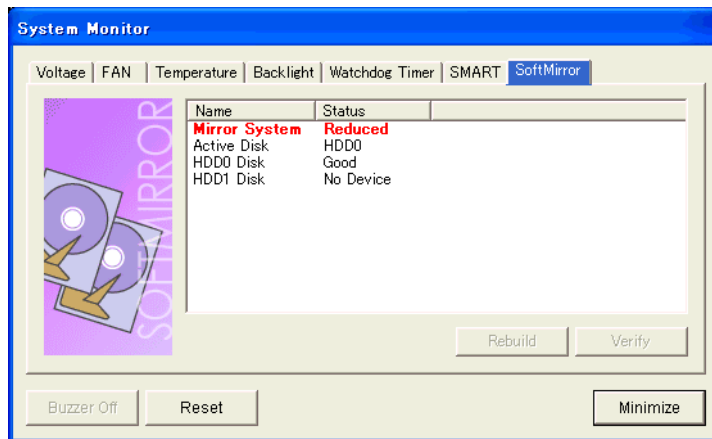 System Monitor
Voltage FAN Temperature Backlight Watchdog Timer SMART SoftMirror
SOFTMIRROR
Name Status
Mirror System Reduced
Active Disk HDD0
HDD0 Disk Good
HDD1 Disk No Device
Rebuild Verify
Buzzer Off Reset Minimize